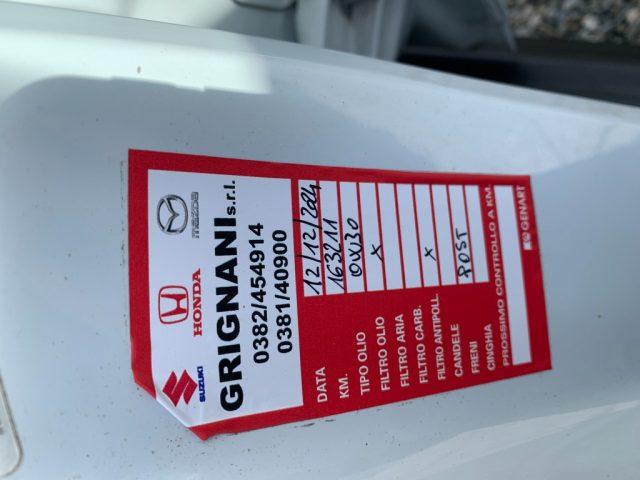 SUZUKI HONDA mazda
GRIGNANI s.r.l.
0382/454914
0381/40900
DATA 12/12/2024
KM. 163211
TIPO OLIO 0W30
FILTRO OLIO X
FILTRO ARIA
FILTRO CARB.
FILTRO ANTIPOLL. X
CANDELE
FRENI POST
CINGHIA
PROSSIMO CONTROLLO A KM.
GENART